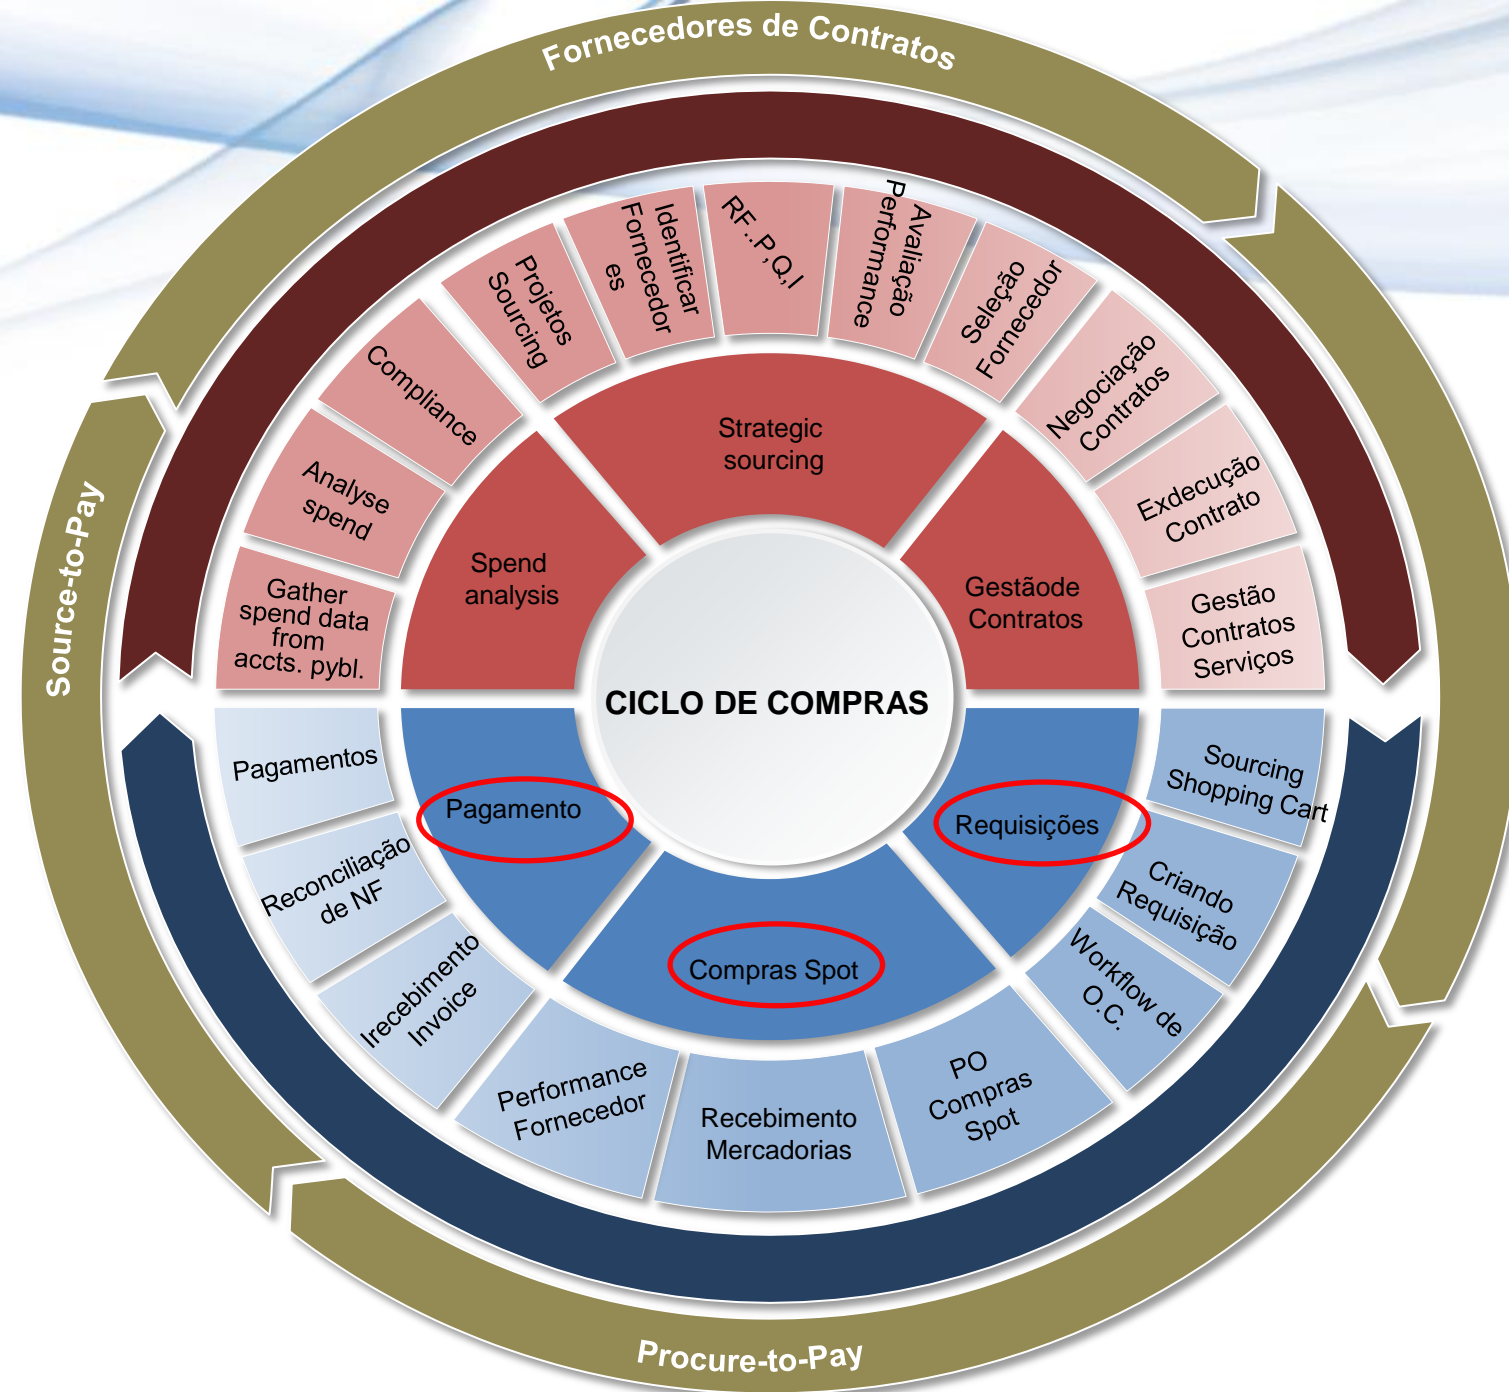 Fornecedores de Contratos
Source-to-Pay
Procure-to-Pay
Gather
spend data
from
accts. pybl.
Analyse
spend
Compliance
Projetos
Sourcing
Identificar
Fornecedor
es
RF..P,Q,I
Avaliação
Performance
Seleção
Fornecedor
Negociação
Contratos
Exdecução
Contrato
Gestão
Contratos
Serviços
Spend
analysis
Strategic
sourcing
Gestãode
Contratos
CICLO DE COMPRAS
Pagamento
Compras Spot
Requisições
Sourcing
Shopping Cart
Criando
Requisição
Workflow de
O.C.
PO
Compras
Spot
Recebimento
Mercadorias
Performance
Fornecedor
Irecebimento
Invoice
Reconciliação
de NF
Pagamentos